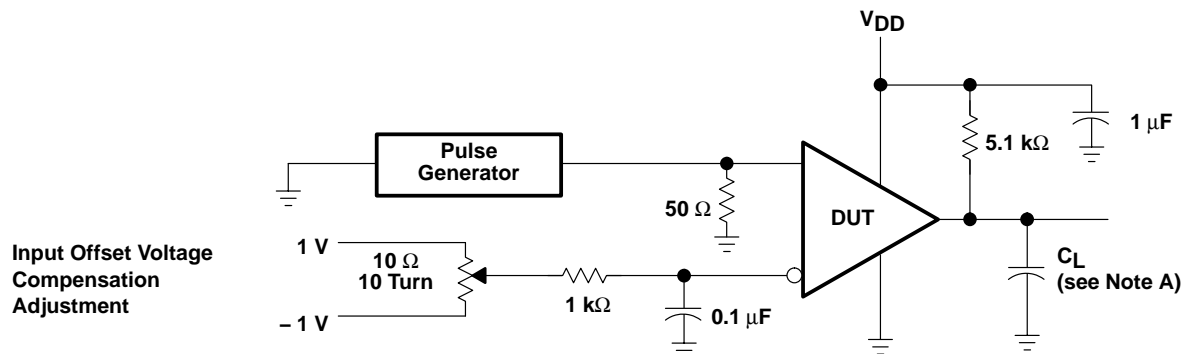 VDD
1 μF
5.1 kΩ
Pulse
Generator
50 Ω
DUT
Input Offset Voltage
Compensation
Adjustment
1 V
10 Ω
10 Turn
– 1 V
1 kΩ
0.1 μF
CL
(see Note A)